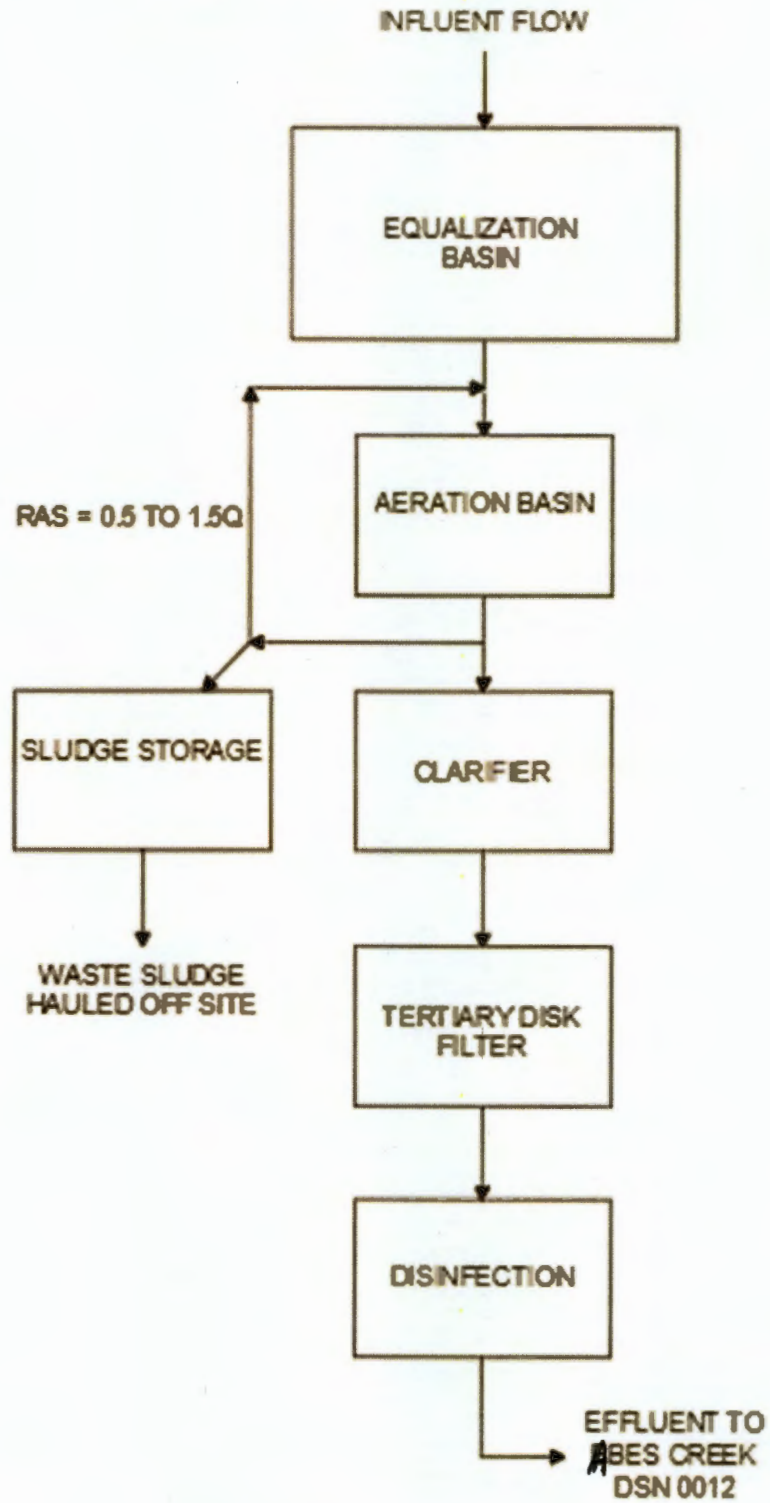 INFLUENT FLOW
EQUALIZATION
BASIN
AERATION BASIN
RAS = 0.5 TO 1.5Q
SLUDGE STORAGE
CLARIFIER
WASTE SLUDGE
HAULED OFF SITE
TERTIARY DISK
FILTER
DISINFECTION
EFFLUENT TO
ABES CREEK
DSN 0012